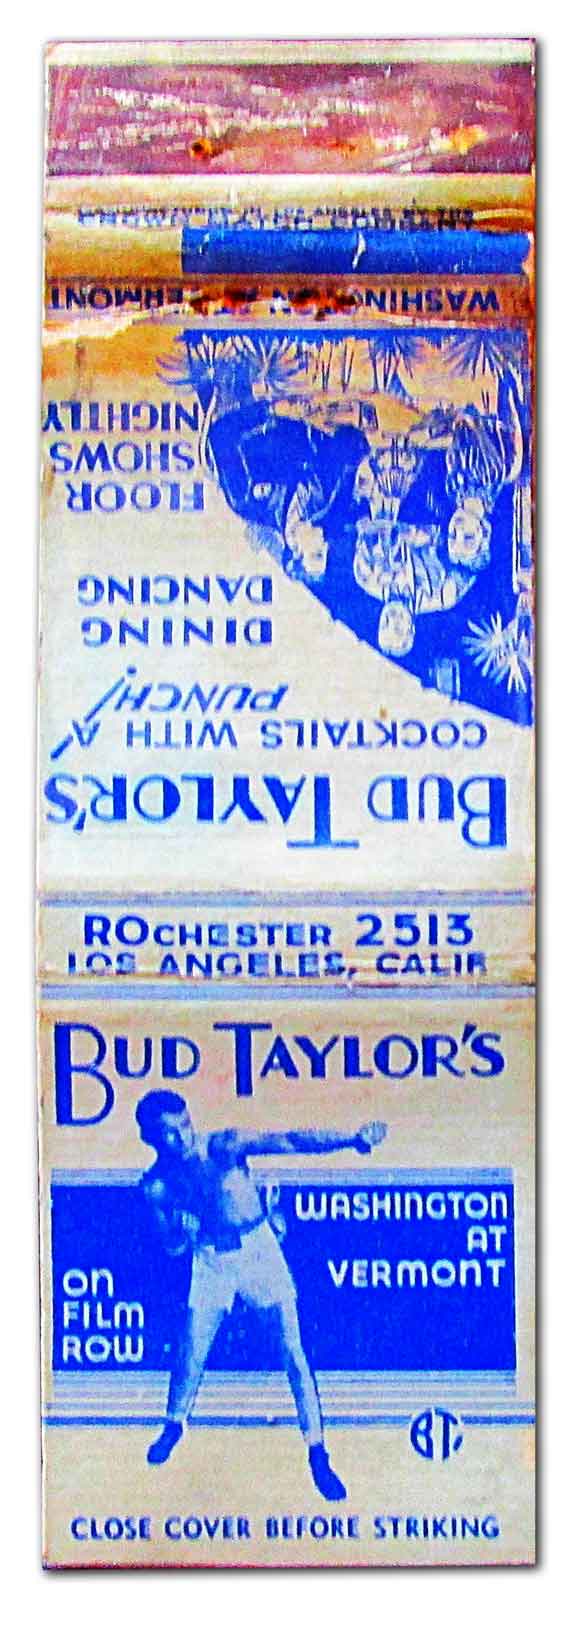 WASHINGTON AT VERMONT
BUD TAYLOR'S
COCKTAILS WITH A
PUNCH!
DINING
DANCING
FLOOR
SHOWS
NIGHTLY
ROCHESTER 2513
LOS ANGELES, CALIF
BUD TAYLOR'S
WASHINGTON
AT
VERMONT
ON
FILM
ROW
BT
CLOSE COVER BEFORE STRIKING